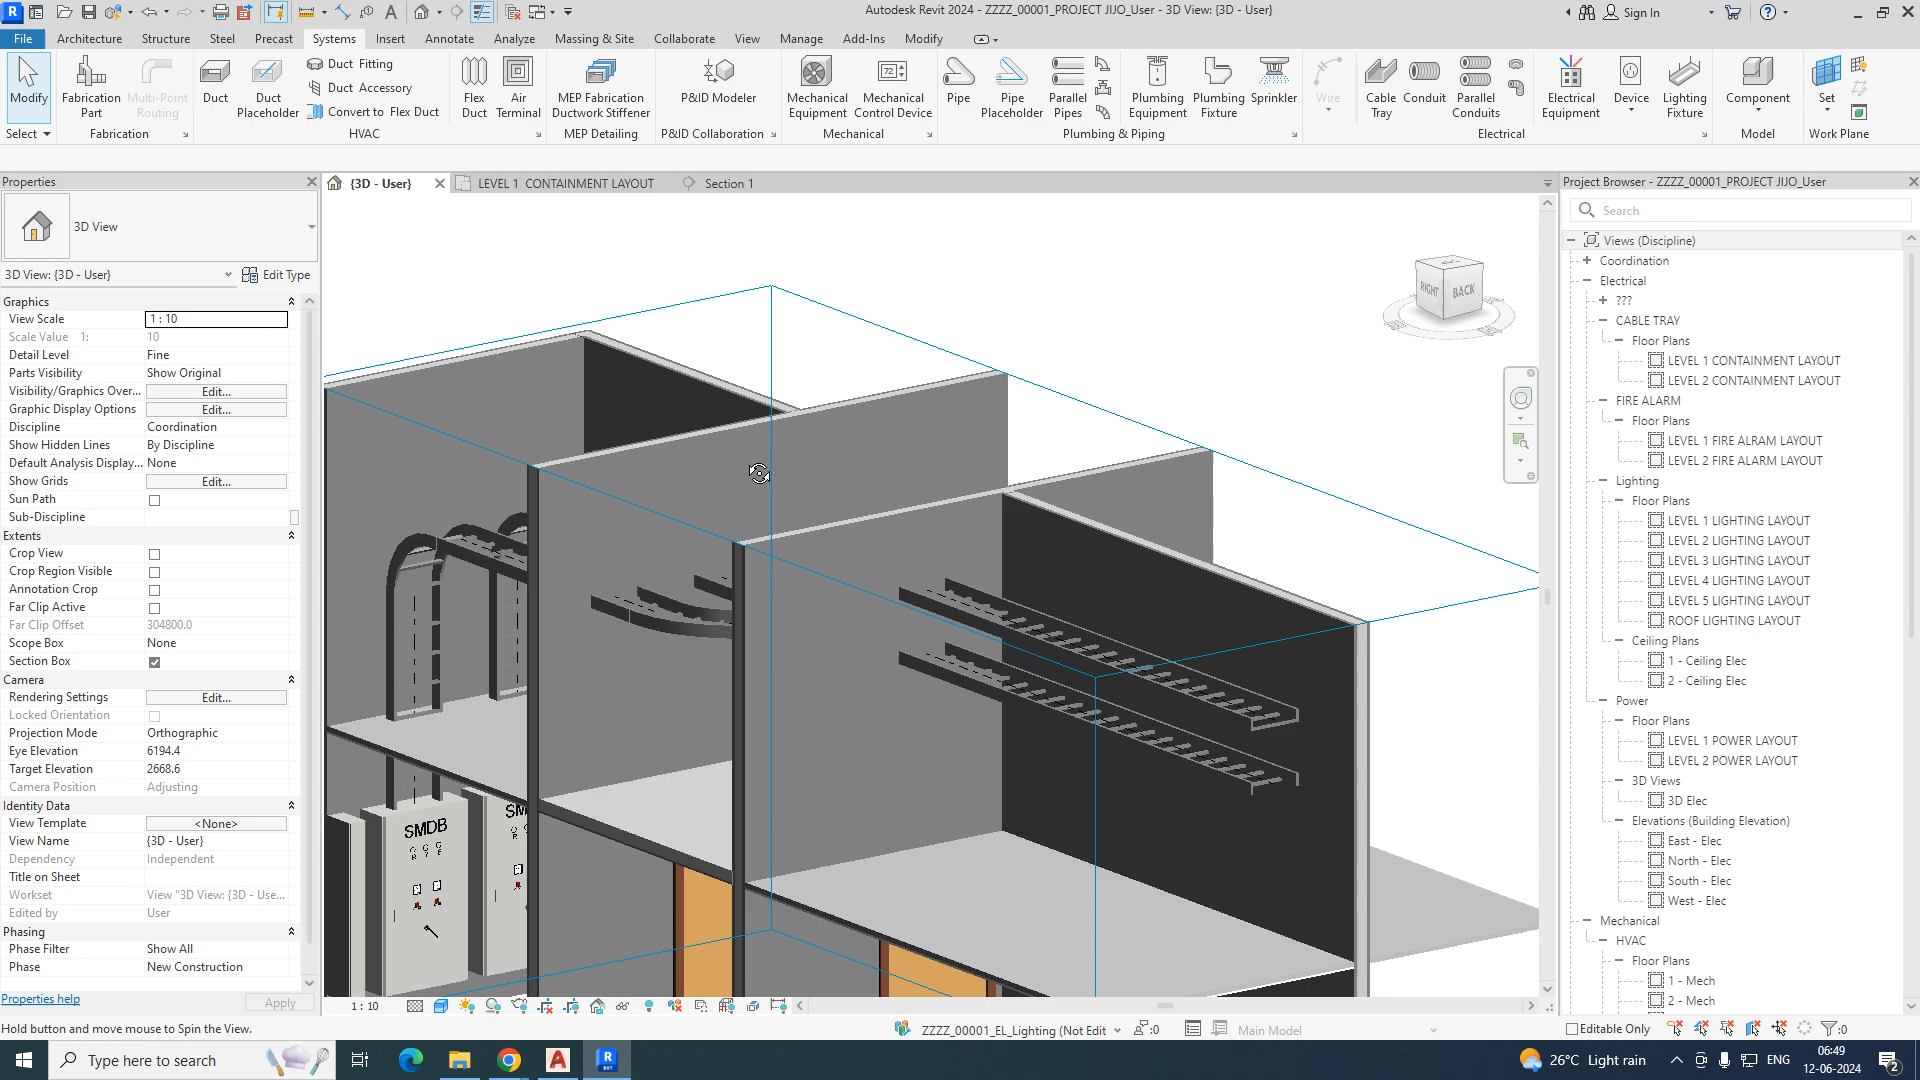 Autodesk Revit 2024 - ZZZZ_00001_PROJECT JIJO_User - 3D View: {3D - User}
Sign In
File Architecture Structure Steel Precast Systems Insert Annotate Analyze Massing & Site Collaborate View Manage Add-Ins Modify
Modify
Fabrication Part
Multi-Point Routing
Duct
Duct Placeholder
Duct Fitting
Duct Accessory
Convert to Flex Duct
Flex Duct
Air Terminal
MEP Fabrication Ductwork Stiffener
P&ID Modeler
Mechanical Equipment
Mechanical Control Device
Pipe
Pipe Placeholder
Parallel Pipes
Plumbing Equipment
Plumbing Fixture
Sprinkler
Wire
Cable Tray
Conduit
Parallel Conduits
Electrical Equipment
Device
Lighting Fixture
Component
Set
Select Fabrication HVAC MEP Detailing P&ID Collaboration Mechanical Plumbing & Piping Electrical Model Work Plane
Properties
3D View
3D View: {3D - User} Edit Type
Graphics
View Scale 1 : 10
Scale Value 1: 10
Detail Level Fine
Parts Visibility Show Original
Visibility/Graphics Over... Edit...
Graphic Display Options Edit...
Discipline Coordination
Show Hidden Lines By Discipline
Default Analysis Display... None
Show Grids Edit...
Sun Path
Sub-Discipline
Extents
Crop View
Crop Region Visible
Annotation Crop
Far Clip Active
Far Clip Offset 304800.0
Scope Box None
Section Box
Camera
Rendering Settings Edit...
Locked Orientation
Projection Mode Orthographic
Eye Elevation 6194.4
Target Elevation 2668.6
Camera Position Adjusting
Identity Data
View Template <None>
View Name {3D - User}
Dependency Independent
Title on Sheet
Workset View "3D View: {3D - Use...
Edited by User
Phasing
Phase Filter Show All
Phase New Construction
Properties help Apply
{3D - User} LEVEL 1 CONTAINMENT LAYOUT Section 1
RIGHT BACK
SMDB
1 : 10
Project Browser - ZZZZ_00001_PROJECT JIJO_User
Search
Views (Discipline)
Coordination
Electrical
???
CABLE TRAY
Floor Plans
LEVEL 1 CONTAINMENT LAYOUT
LEVEL 2 CONTAINMENT LAYOUT
FIRE ALARM
Floor Plans
LEVEL 1 FIRE ALRAM LAYOUT
LEVEL 2 FIRE ALARM LAYOUT
Lighting
Floor Plans
LEVEL 1 LIGHTING LAYOUT
LEVEL 2 LIGHTING LAYOUT
LEVEL 3 LIGHTING LAYOUT
LEVEL 4 LIGHTING LAYOUT
LEVEL 5 LIGHTING LAYOUT
ROOF LIGHTING LAYOUT
Ceiling Plans
1 - Ceiling Elec
2 - Ceiling Elec
Power
Floor Plans
LEVEL 1 POWER LAYOUT
LEVEL 2 POWER LAYOUT
3D Views
3D Elec
Elevations (Building Elevation)
East - Elec
North - Elec
South - Elec
West - Elec
Mechanical
HVAC
Floor Plans
1 - Mech
2 - Mech
Hold button and move mouse to Spin the View.
ZZZZ_00001_EL_Lighting (Not Edit :0 Main Model Editable Only :0
Type here to search
26°C Light rain ENG 06:49
12-06-2024
2